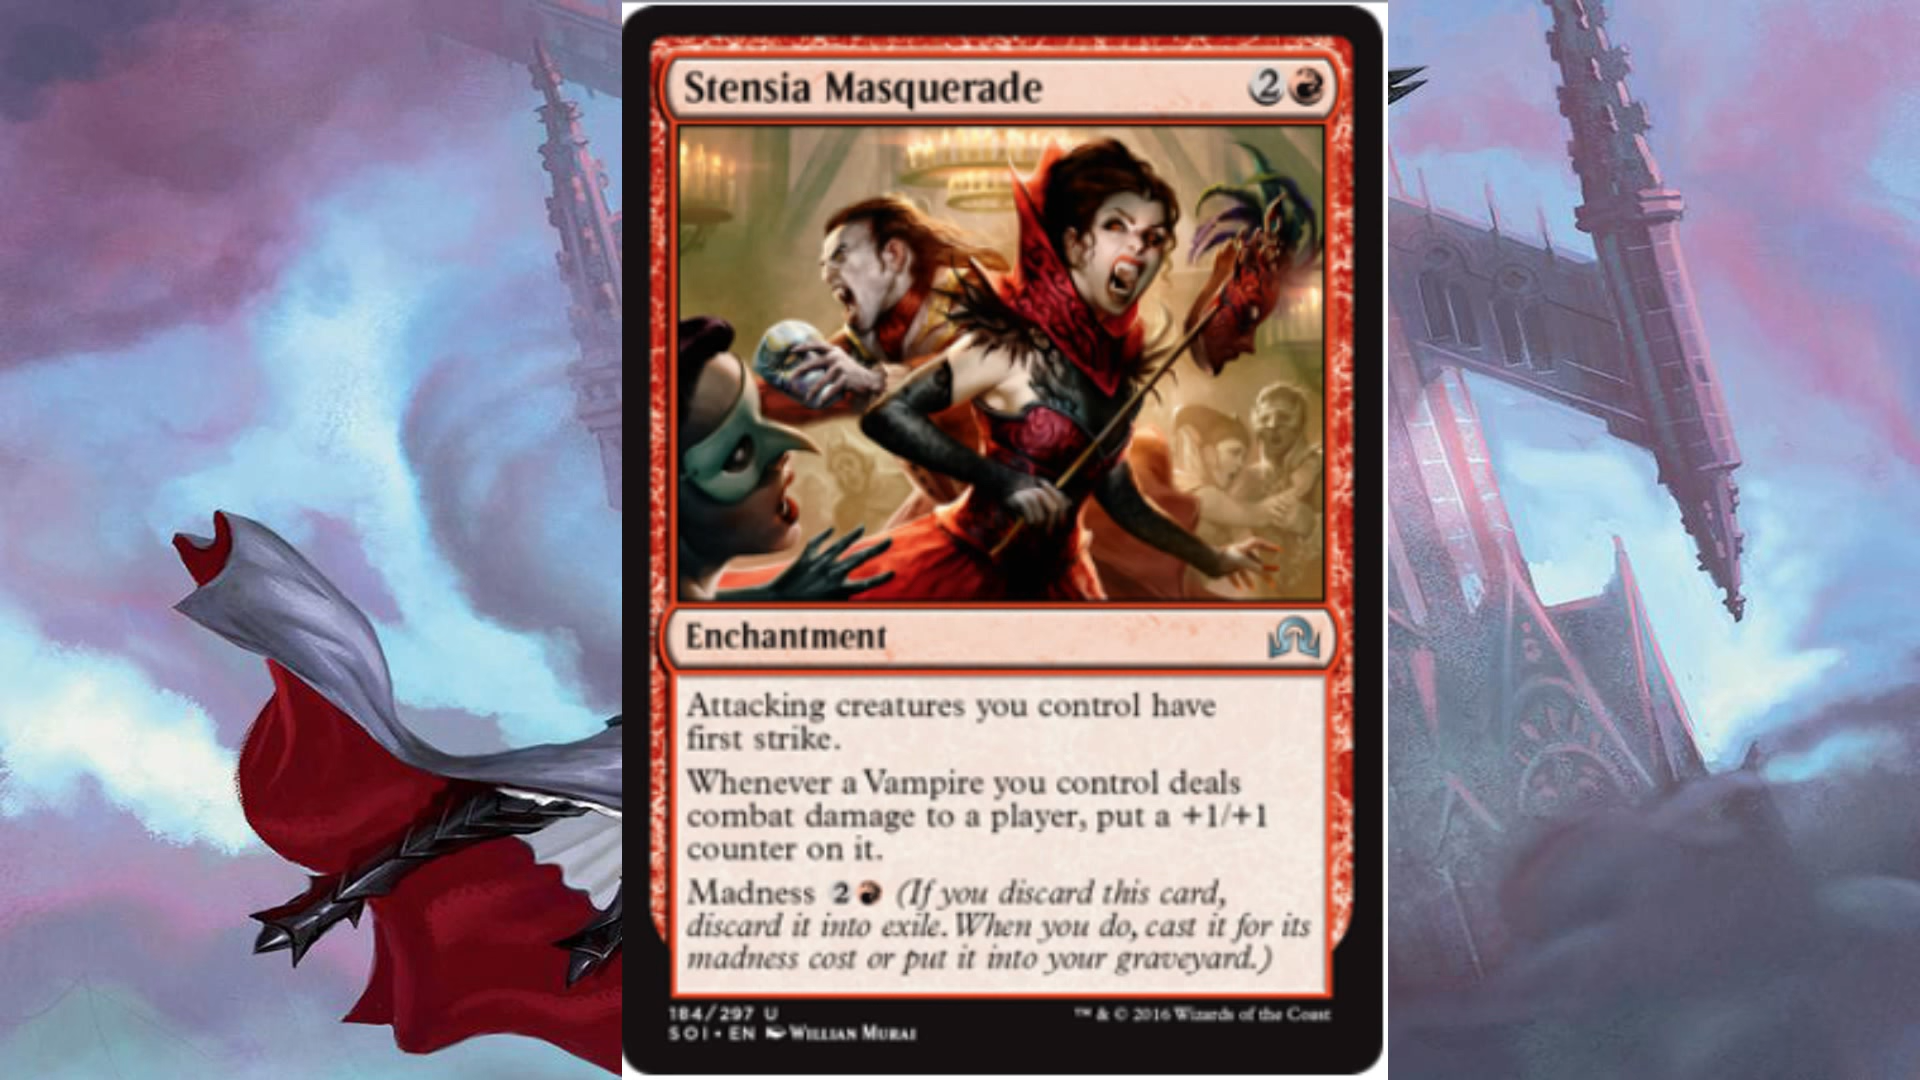 Stensia Masquerade 2
Enchantment
Attacking creatures you control have
first strike.
Whenever a Vampire you control deals
combat damage to a player, put a +1/+1
counter on it.
Madness 2 (If you discard this card,
discard it into exile. When you do, cast it for its
madness cost or put it into your graveyard.)
184/297 U
SOI • EN WILLIAN MURAI
™ & © 2016 Wizards of the Coast